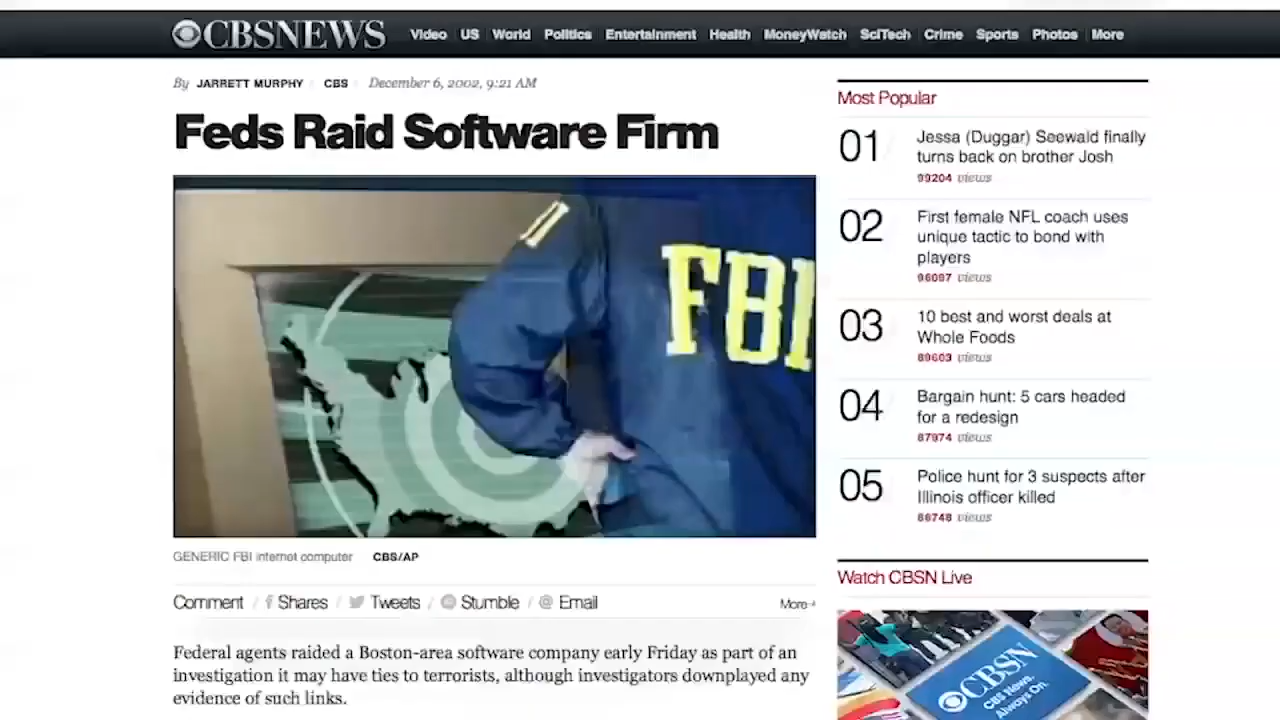 CBSNEWS Video US World Politics Entertainment Health MoneyWatch SciTech Crime Sports Photos More
By JARRETT MURPHY / CBS / December 6, 2002, 9:21 AM
Feds Raid Software Firm
FBI
GENERIC FBI internet computer CBS/AP
Comment / f Shares / Tweets / Stumble / @ Email More +
Federal agents raided a Boston-area software company early Friday as part of an
investigation it may have ties to terrorists, although investigators downplayed any
evidence of such links.
Most Popular
01 Jessa (Duggar) Seewald finally
turns back on brother Josh
99204 views
02 First female NFL coach uses
unique tactic to bond with
players
96097 views
03 10 best and worst deals at
Whole Foods
89603 views
04 Bargain hunt: 5 cars headed
for a redesign
87974 views
05 Police hunt for 3 suspects after
Illinois officer killed
86748 views
Watch CBSN Live
CBSN
CBS News.
Always On.